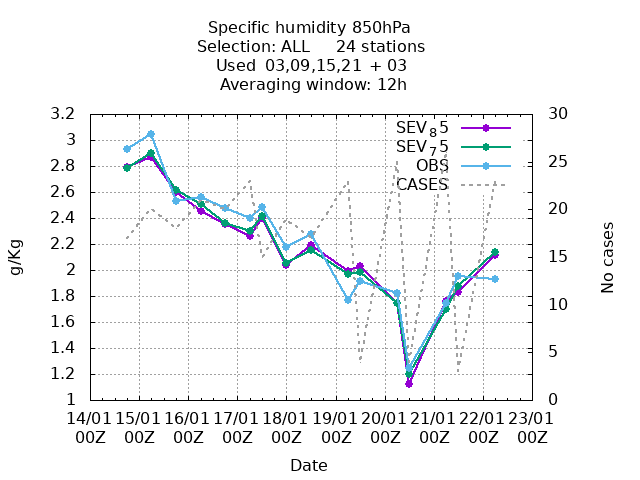 Specific humidity 850hPa
Selection: ALL 24 stations
Used 03,09,15,21 + 03
Averaging window: 12h
g/Kg
3.2
3
2.8
2.6
2.4
2.2
2
1.8
1.6
1.4
1.2
1
SEV₈5
SEV₇5
OBS
CASES
30
25
20
15
10
5
0
No cases
14/01 15/01 16/01 17/01 18/01 19/01 20/01 21/01 22/01 23/01
00Z 00Z 00Z 00Z 00Z 00Z 00Z 00Z 00Z 00Z
Date